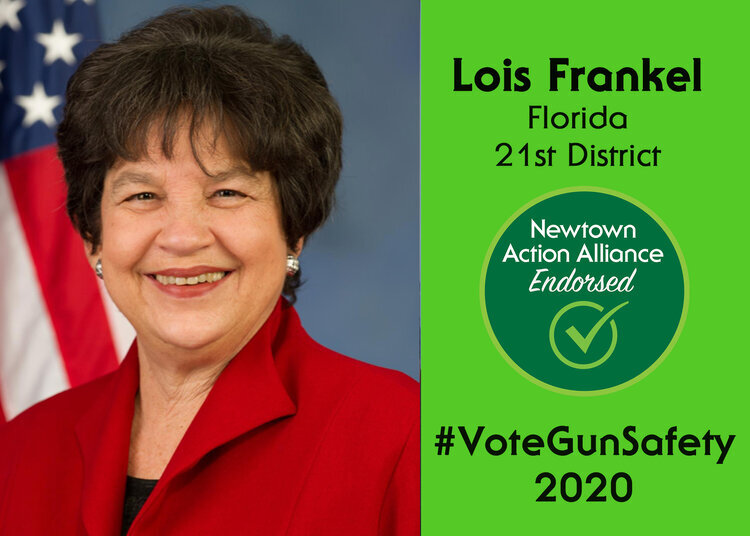 Lois Frankel
Florida
21st District
Newtown
Action Alliance
Endorsed
#VoteGunSafety
2020